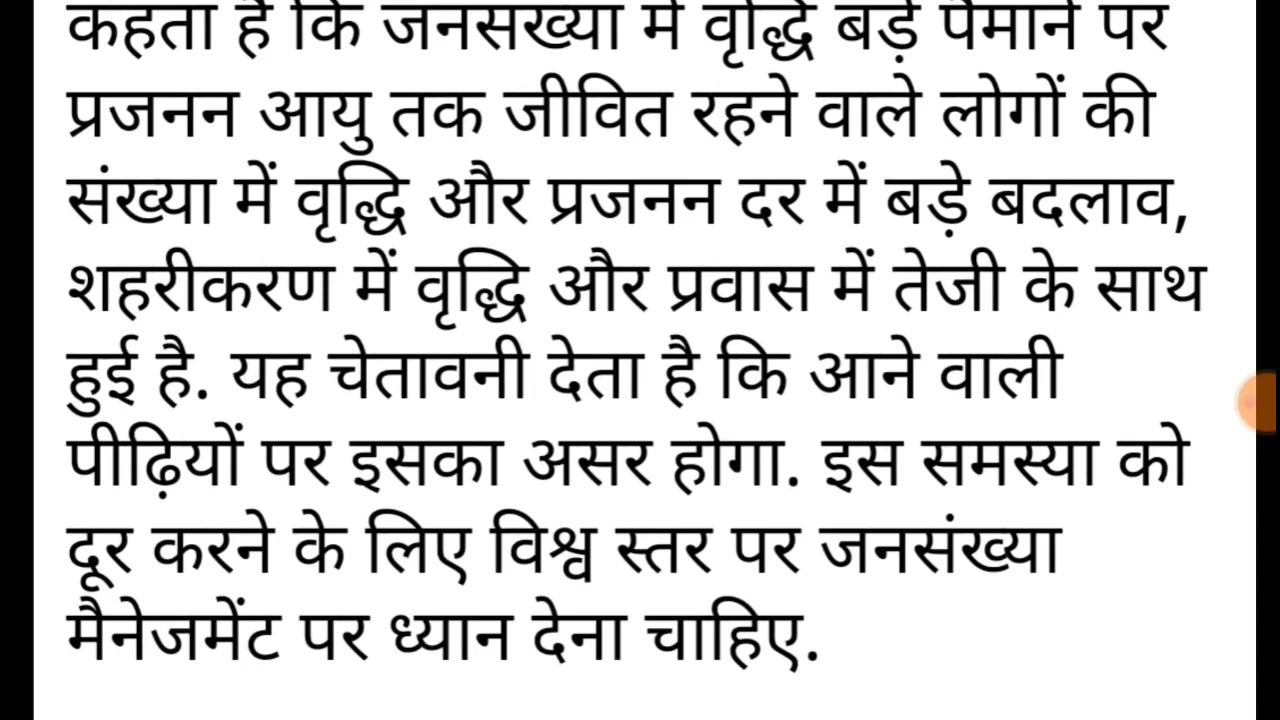 कहता है कि जनसंख्या में वृद्धि बड़े पैमाने पर
प्रजनन आयु तक जीवित रहने वाले लोगों की
संख्या में वृद्धि और प्रजनन दर में बड़े बदलाव,
शहरीकरण में वृद्धि और प्रवास में तेजी के साथ
हुई है. यह चेतावनी देता है कि आने वाली
पीढ़ियों पर इसका असर होगा. इस समस्या को
दूर करने के लिए विश्व स्तर पर जनसंख्या
मैनेजमेंट पर ध्यान देना चाहिए.